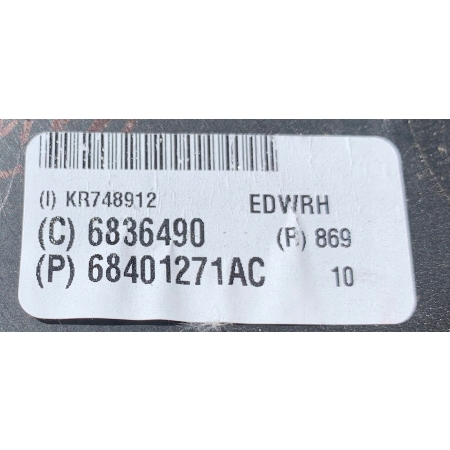 (I) KR748912 EDWRH
(C) 6836490 (R) 869
(P) 68401271AC 10